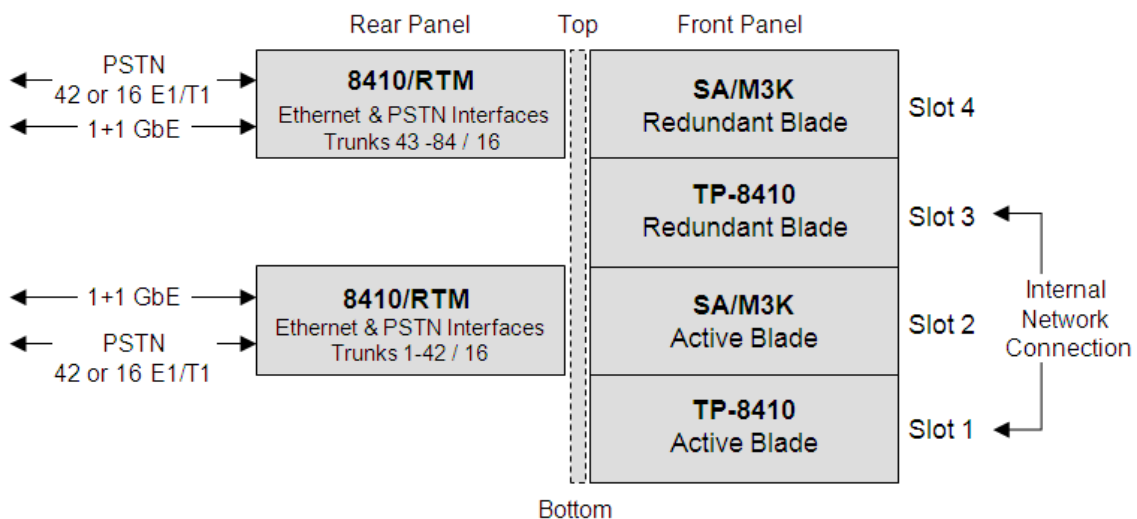 Rear Panel Top Front Panel
PSTN
42 or 16 E1/T1
1+1 GbE
8410/RTM
Ethernet & PSTN Interfaces
Trunks 43 -84 / 16
SA/M3K
Redundant Blade
Slot 4
TP-8410
Redundant Blade
Slot 3
1+1 GbE
PSTN
42 or 16 E1/T1
8410/RTM
Ethernet & PSTN Interfaces
Trunks 1-42 / 16
SA/M3K
Active Blade
Slot 2
Internal
Network
Connection
TP-8410
Active Blade
Slot 1
Bottom